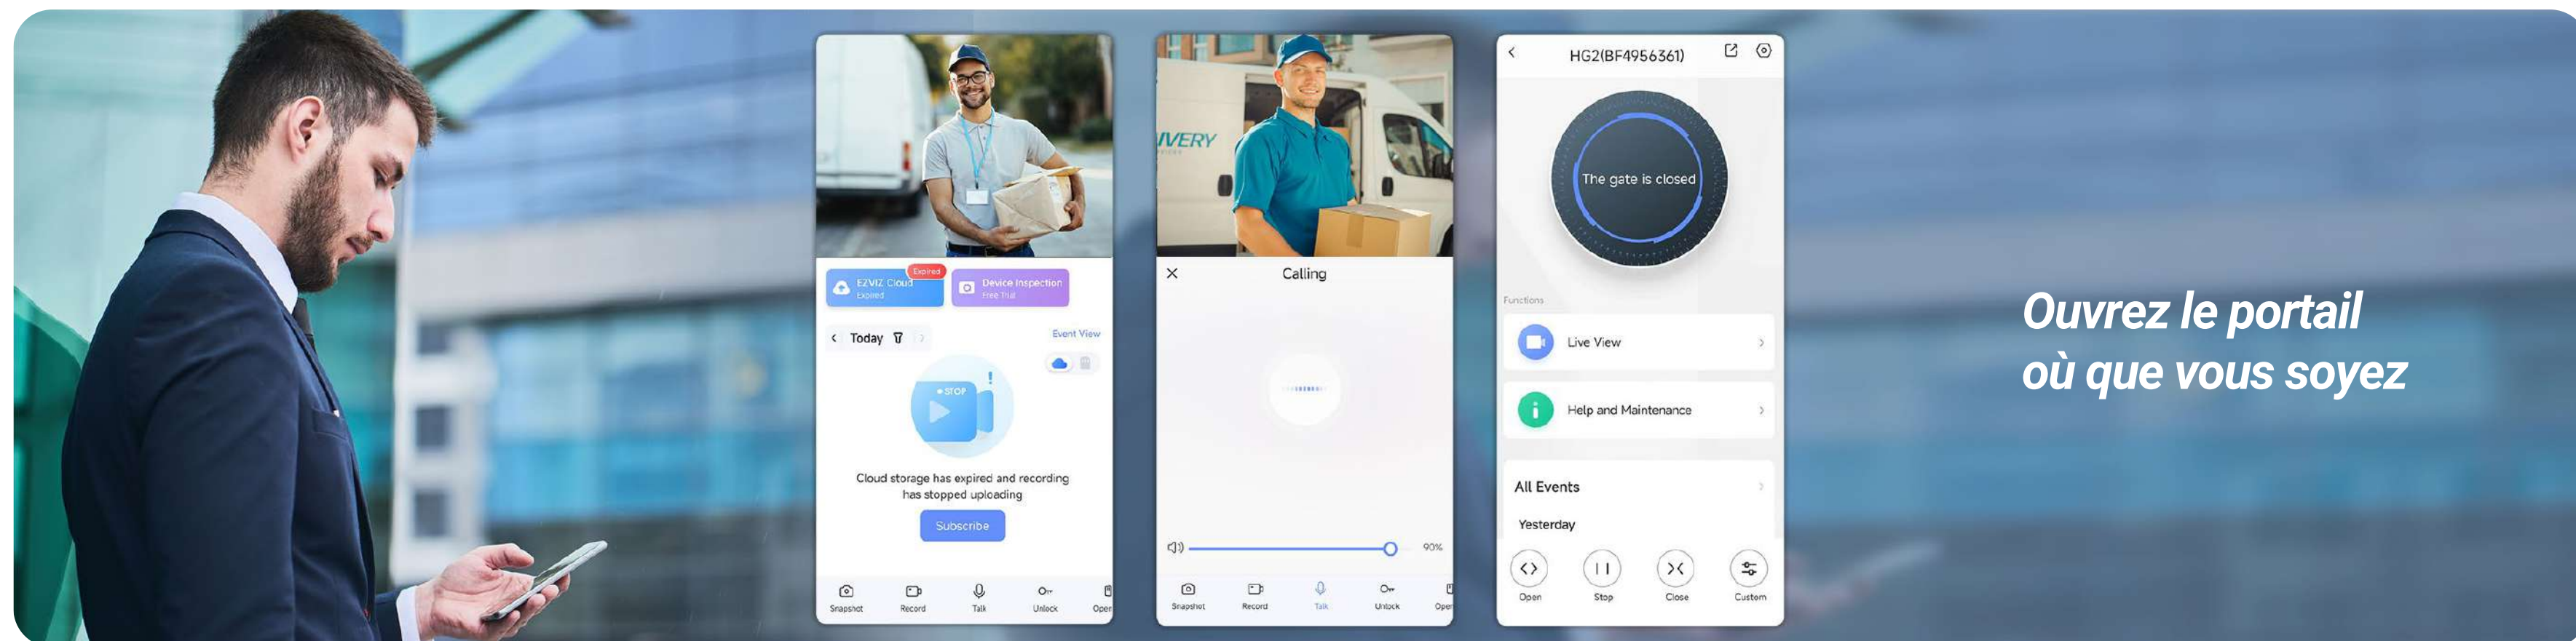 EZVIZ Cloud
Expired
Expired
Device Inspection
Free Trial
Today
Event View
STOP
Cloud storage has expired and recording
has stopped uploading
Subscribe
Snapshot Record Talk Unlock Oper
IVERY
Calling
90%
Snapshot Record Talk Unlock Oper
HG2(BF4956361)
The gate is closed
Functions
Live View
Help and Maintenance
All Events
Yesterday
Open Stop Close Custom
Ouvrez le portail
où que vous soyez